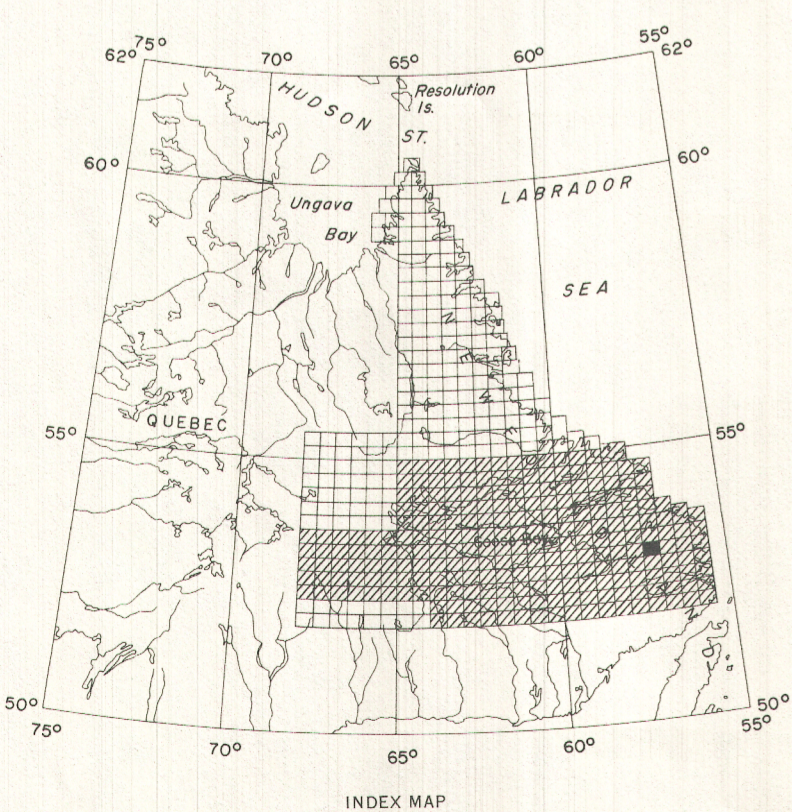 75°
62°
70°
65°
60°
55°
62°
HUDSON
ST.
Resolution
Is.
60°
60°
Ungava
Bay
LABRADOR
SEA
N
E
W
QUEBEC
55°
55°
Goose Bay
50°
75°
70°
65°
60°
50°
55°
INDEX MAP